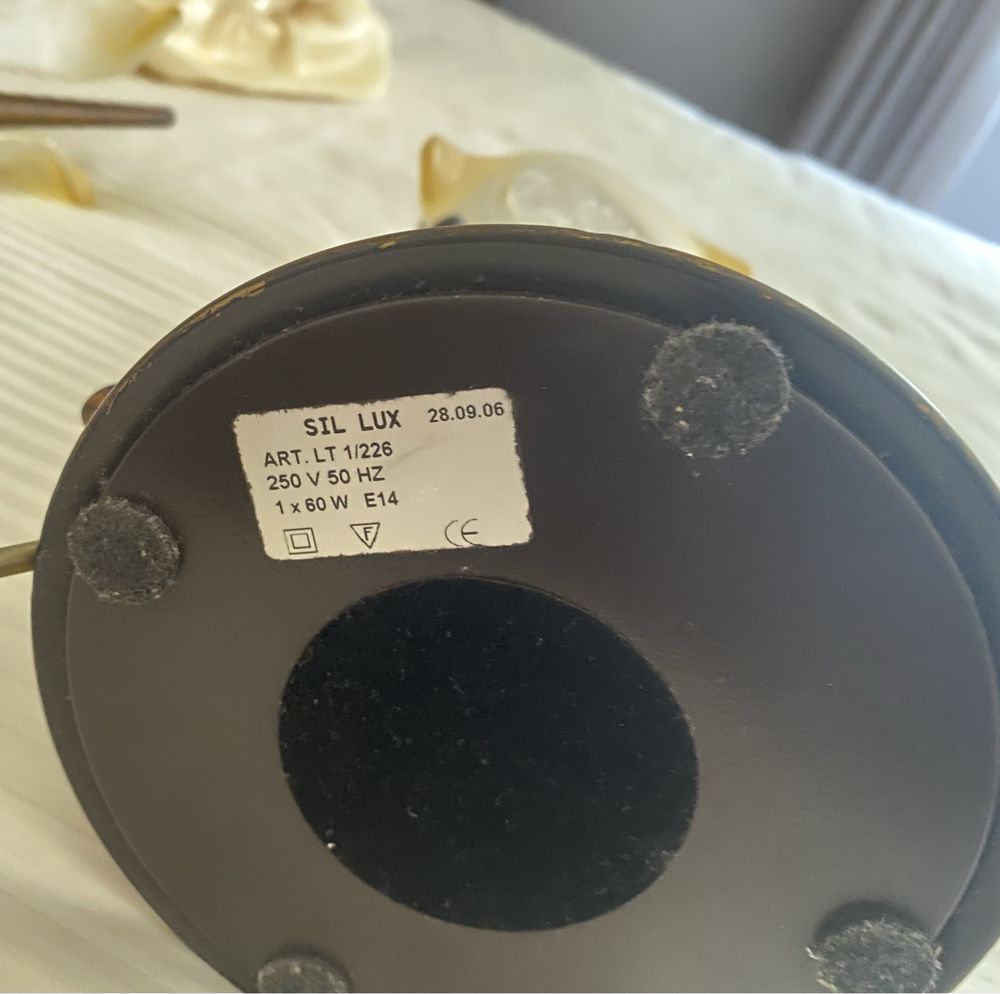 SIL LUX 28.09.06
ART. LT 1/226
250 V 50 HZ
1 x 60 W E14
F CE